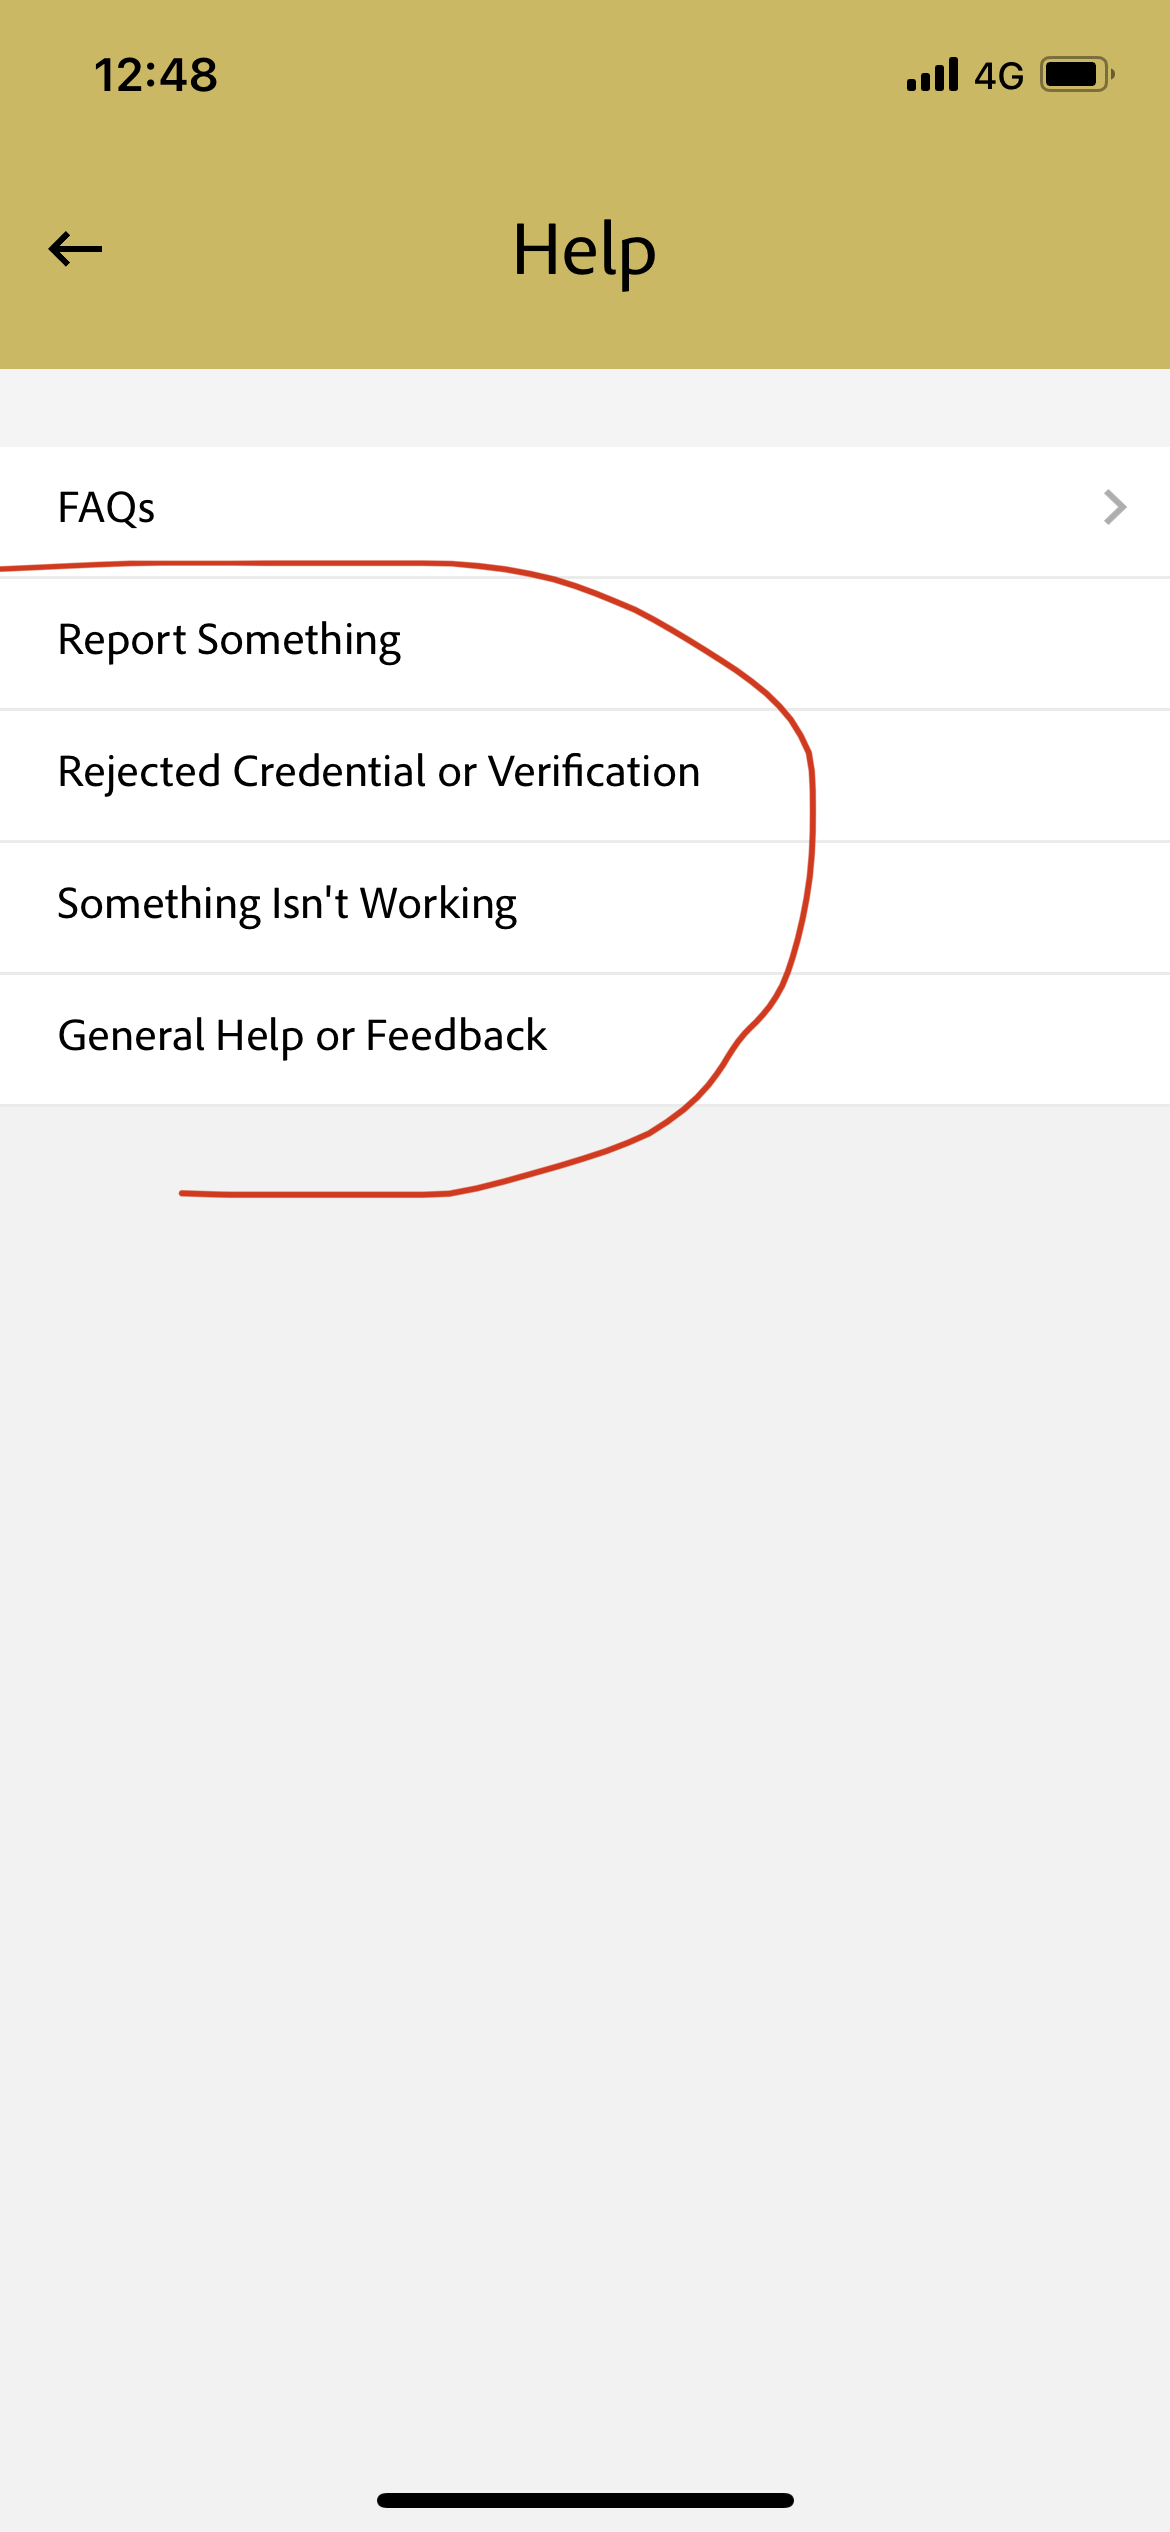 12:48
4G
Help
FAQs
Report Something
Rejected Credential or Verification
Something Isn't Working
General Help or Feedback